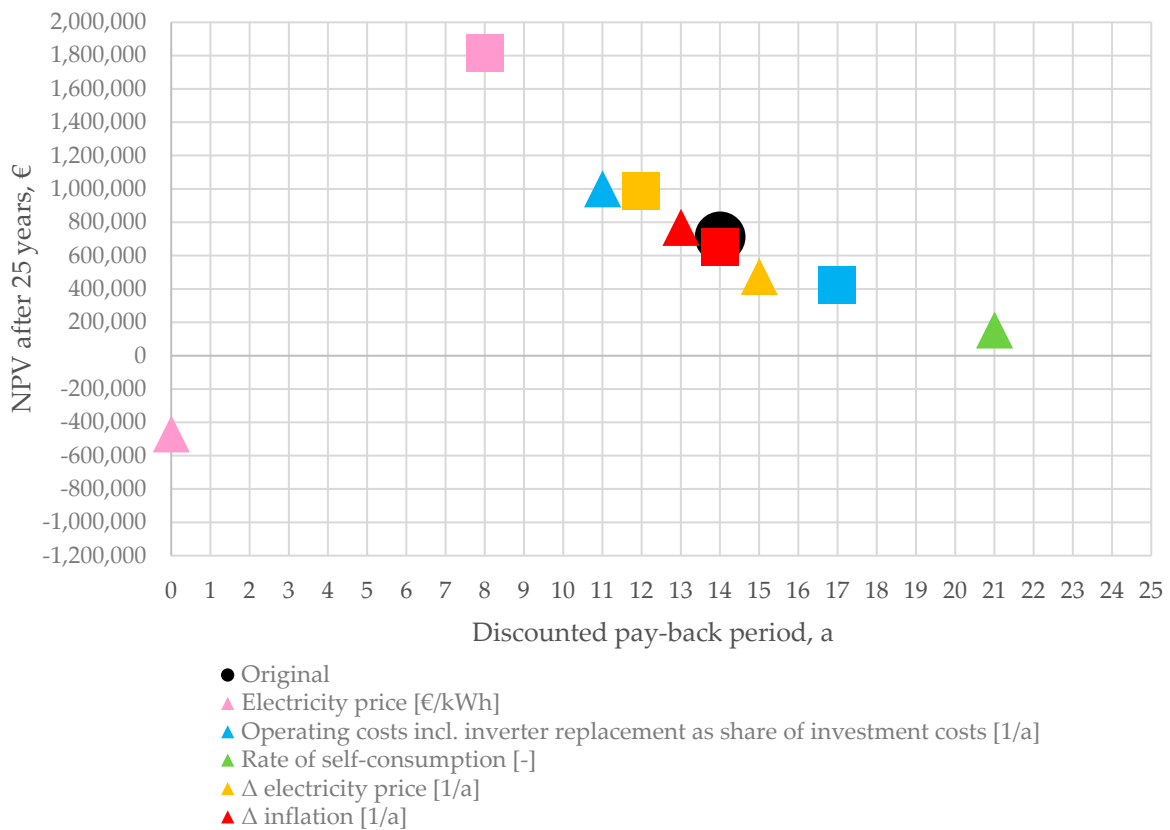 2,000,000
1,800,000
1,600,000
1,400,000
1,200,000
1,000,000
800,000
600,000
400,000
200,000
0
-200,000
-400,000
-600,000
-800,000
-1,000,000
-1,200,000
NPV after 25 years, €
0 1 2 3 4 5 6 7 8 9 10 11 12 13 14 15 16 17 18 19 20 21 22 23 24 25
Discounted pay-back period, a
Original
Electricity price [€/kWh]
Operating costs incl. inverter replacement as share of investment costs [1/a]
Rate of self-consumption [-]
Δ electricity price [1/a]
Δ inflation [1/a]